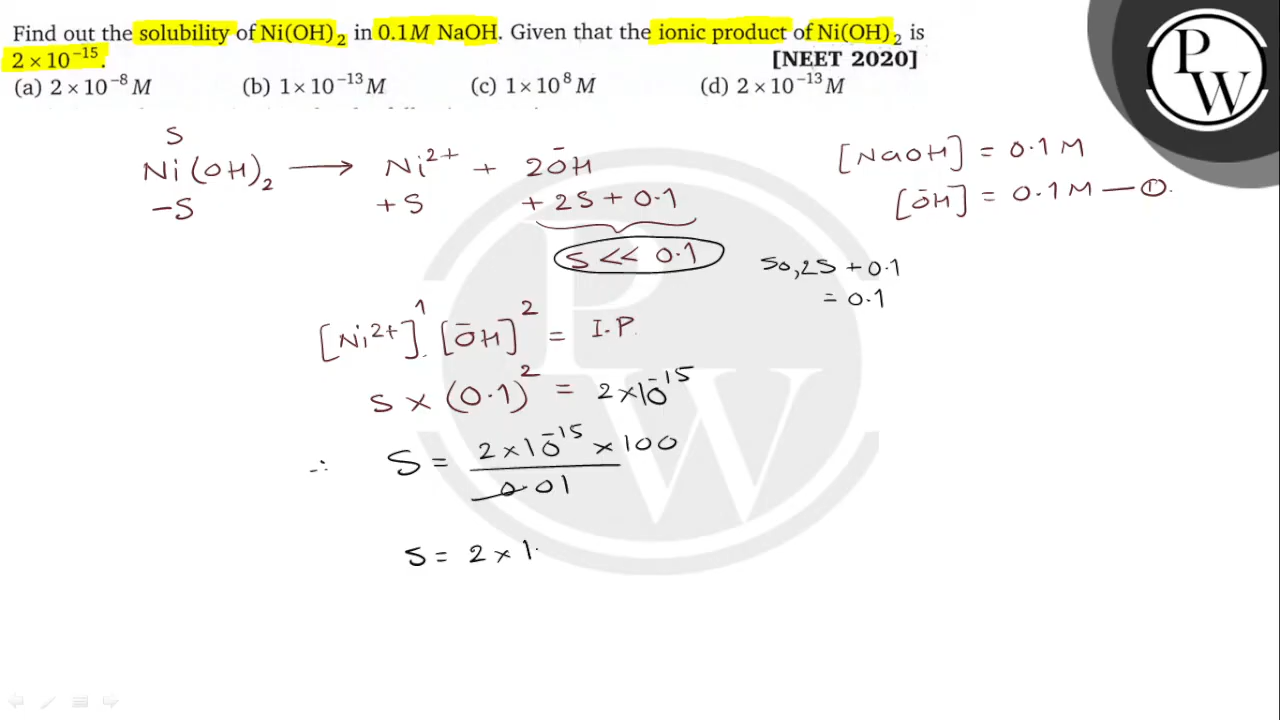 Find out the solubility of Ni(OH)₂ in 0.1M NaOH. Given that the ionic product of Ni(OH)₂ is
2 × 10⁻¹⁵.
[NEET 2020]
(a) 2 × 10⁻⁸ M (b) 1 × 10⁻¹³ M (c) 1 × 10⁸ M (d) 2 × 10⁻¹³ M
P
W
S
Ni(OH)₂ ⟶ Ni²⁺ + 2ŌH
−S +S + 2S + 0.1
S << 0.1
[NaOH] = 0.1 M
[ŌH] = 0.1 M — ①.
So, 2S + 0.1
= 0.1
[Ni²⁺]¹. [ŌH]² = I.P.
S × (0.1)² = 2 × 10⁻¹⁵
∴ S = 2 × 10⁻¹⁵ × 100
0.01
S = 2 × 1
P
W